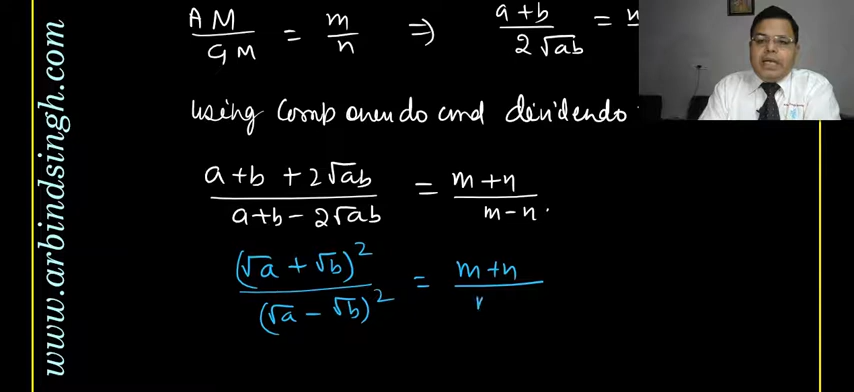 AM/GM = m/n ⇒ a+b/2√ab =
using Componendo and dividendo
a+b+2√ab/a+b-2√ab = m+n/m-n.
(√a+√b)²/(√a-√b)² = m+n/
www.arbindsingh.com